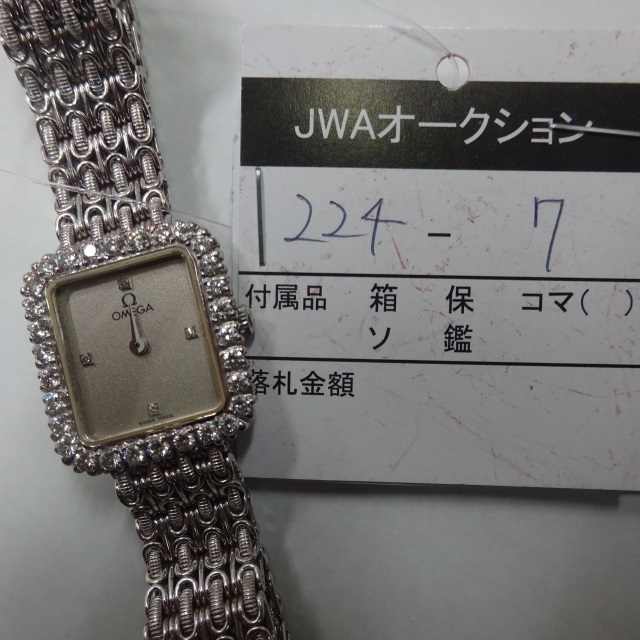 JWAオークション
224-7
付属品 箱 保 コマ( )
ソ 鑑
落札金額
Ω
OMEGA